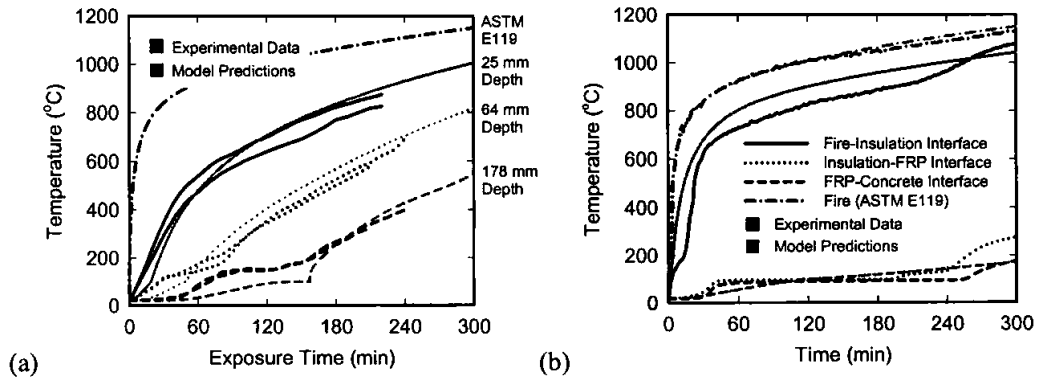 1200
1000
800
600
400
200
0
Temperature (°C)
0 60 120 180 240 300
Exposure Time (min)
Experimental Data
Model Predictions
ASTM
E119
25 mm
Depth
64 mm
Depth
178 mm
Depth
(a)
1200
1000
800
600
400
200
0
Temperature (°C)
0 60 120 180 240 300
Time (min)
Fire-Insulation Interface
Insulation-FRP Interface
FRP-Concrete Interface
Fire (ASTM E119)
Experimental Data
Model Predictions
(b)